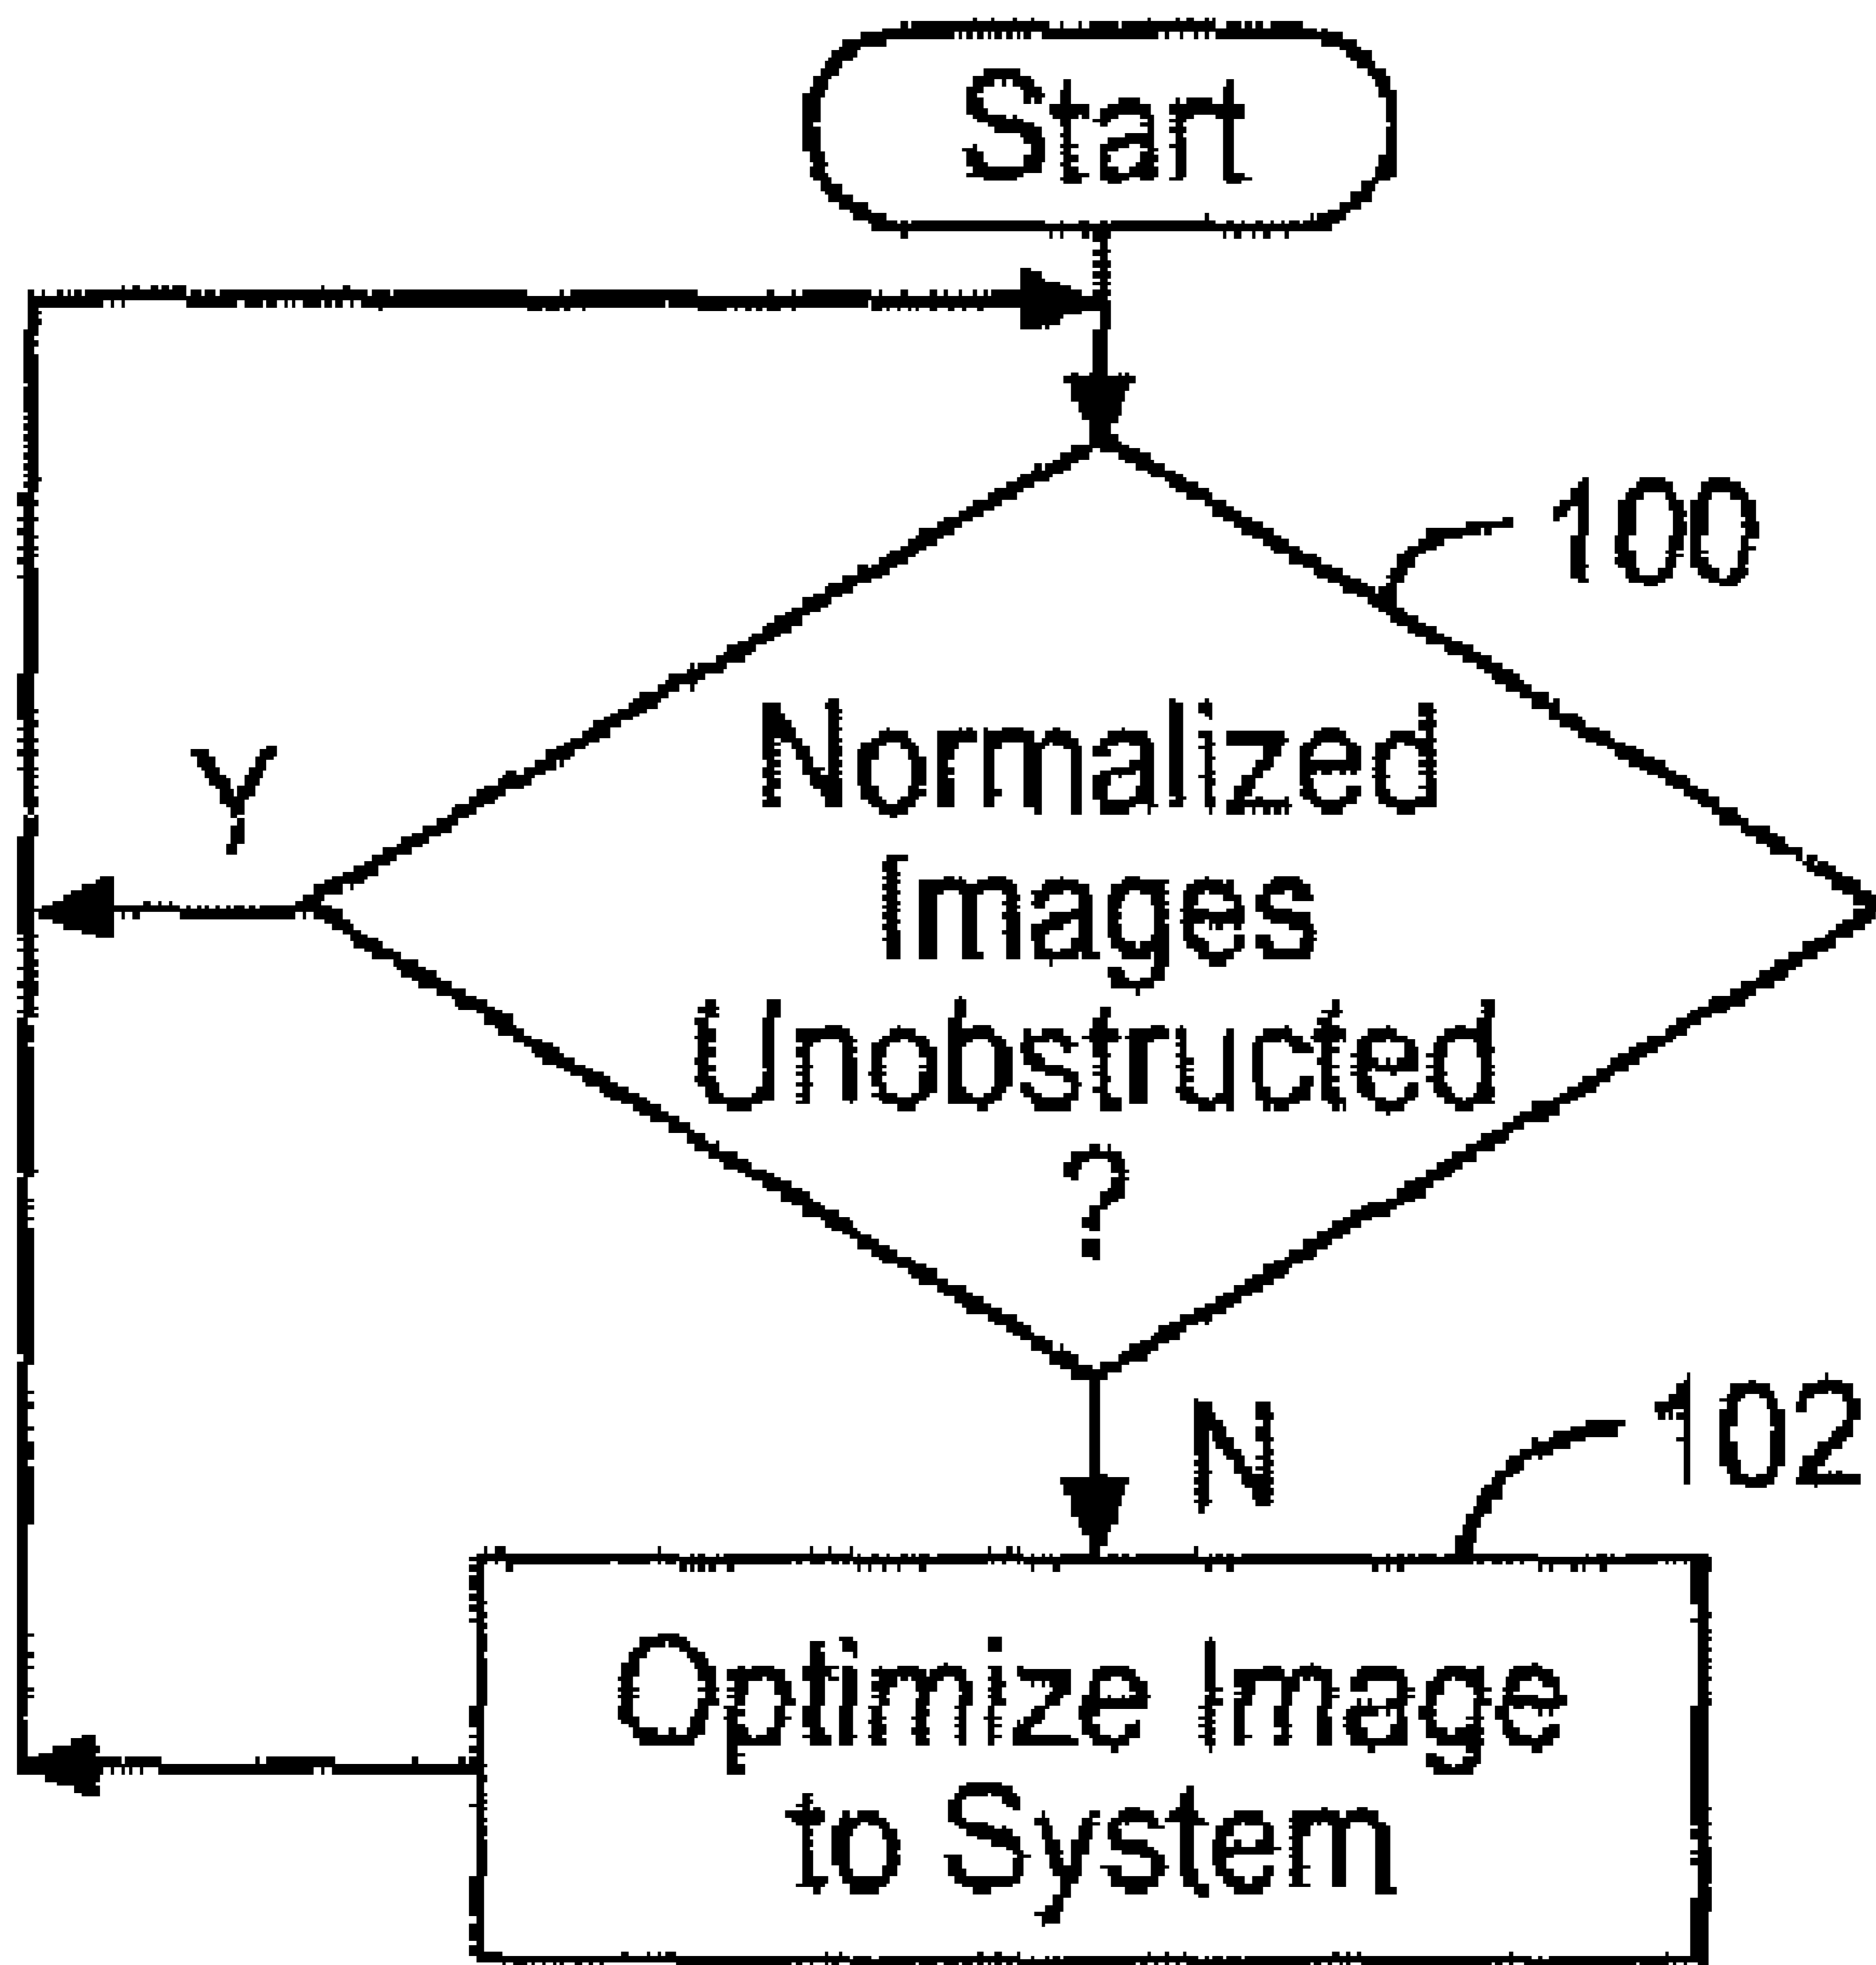 Start
100
Normalized
Images
Unobstructed
?
Y
N
102
Optimize Image
to System